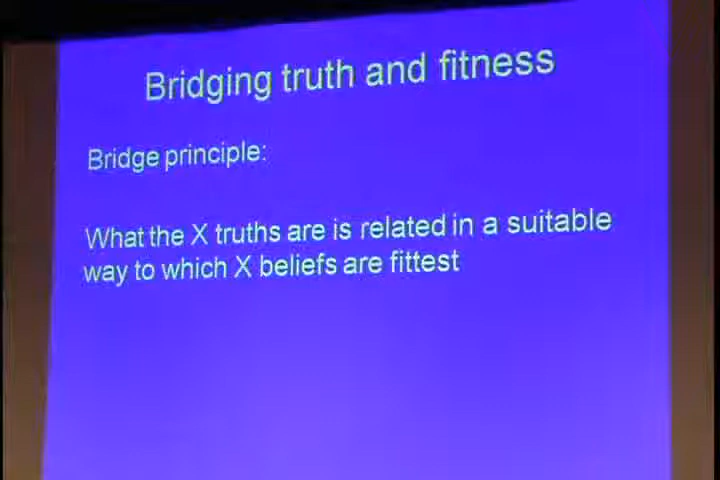 Bridging truth and fitness
Bridge principle:
What the X truths are is related in a suitable
way to which X beliefs are fittest